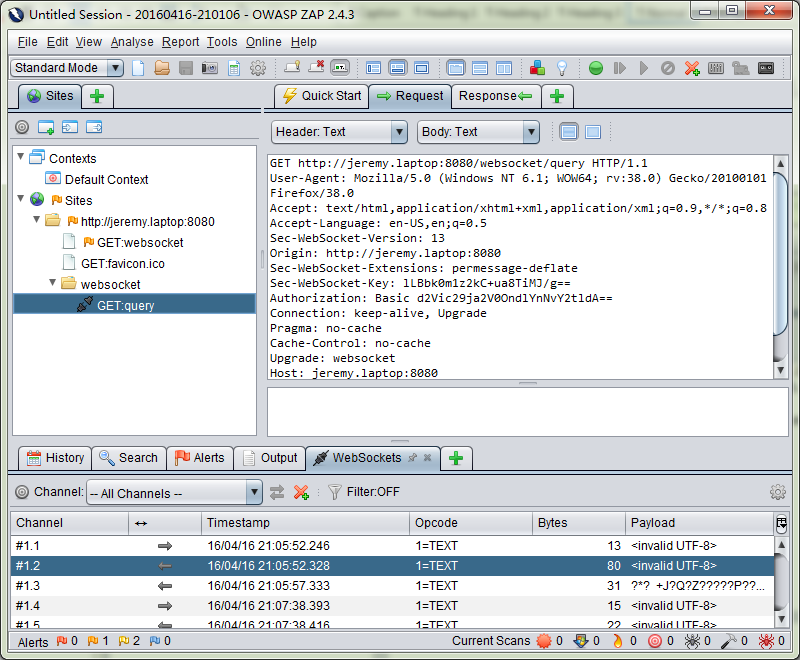 Untitled Session - 20160416-210106 - OWASP ZAP 2.4.3
File Edit View Analyse Report Tools Online Help
Standard Mode
Sites
Quick Start Request Response
Header: Text Body: Text
Contexts
Default Context
Sites
http://jeremy.laptop:8080
GET:websocket
GET:favicon.ico
websocket
GET:query
GET http://jeremy.laptop:8080/websocket/query HTTP/1.1
User-Agent: Mozilla/5.0 (Windows NT 6.1; WOW64; rv:38.0) Gecko/20100101
Firefox/38.0
Accept: text/html,application/xhtml+xml,application/xml;q=0.9,*/*;q=0.8
Accept-Language: en-US,en;q=0.5
Sec-WebSocket-Version: 13
Origin: http://jeremy.laptop:8080
Sec-WebSocket-Extensions: permessage-deflate
Sec-WebSocket-Key: lLBbk0m1z2kC+ua8TiMJ/g==
Authorization: Basic d2Vic29ja2V0OndlYnNvY2tldA==
Connection: keep-alive, Upgrade
Pragma: no-cache
Cache-Control: no-cache
Upgrade: websocket
Host: jeremy.laptop:8080
History Search Alerts Output WebSockets
Channel: -- All Channels -- Filter:OFF
Channel ↔ Timestamp Opcode Bytes Payload
#1.1 → 16/04/16 21:05:52.246 1=TEXT 13 <invalid UTF-8>
#1.2 ← 16/04/16 21:05:52.328 1=TEXT 80 <invalid UTF-8>
#1.3 ← 16/04/16 21:05:57.333 1=TEXT 31 ?*? +J?Q?Z?????P??...
#1.4 → 16/04/16 21:07:38.393 1=TEXT 15 <invalid UTF-8>
#1.5 ← 16/04/16 21:07:38.416 1=TEXT 22 <invalid UTF-8>
Alerts 0 1 2 0 Current Scans 0 0 0 0 0 0 0